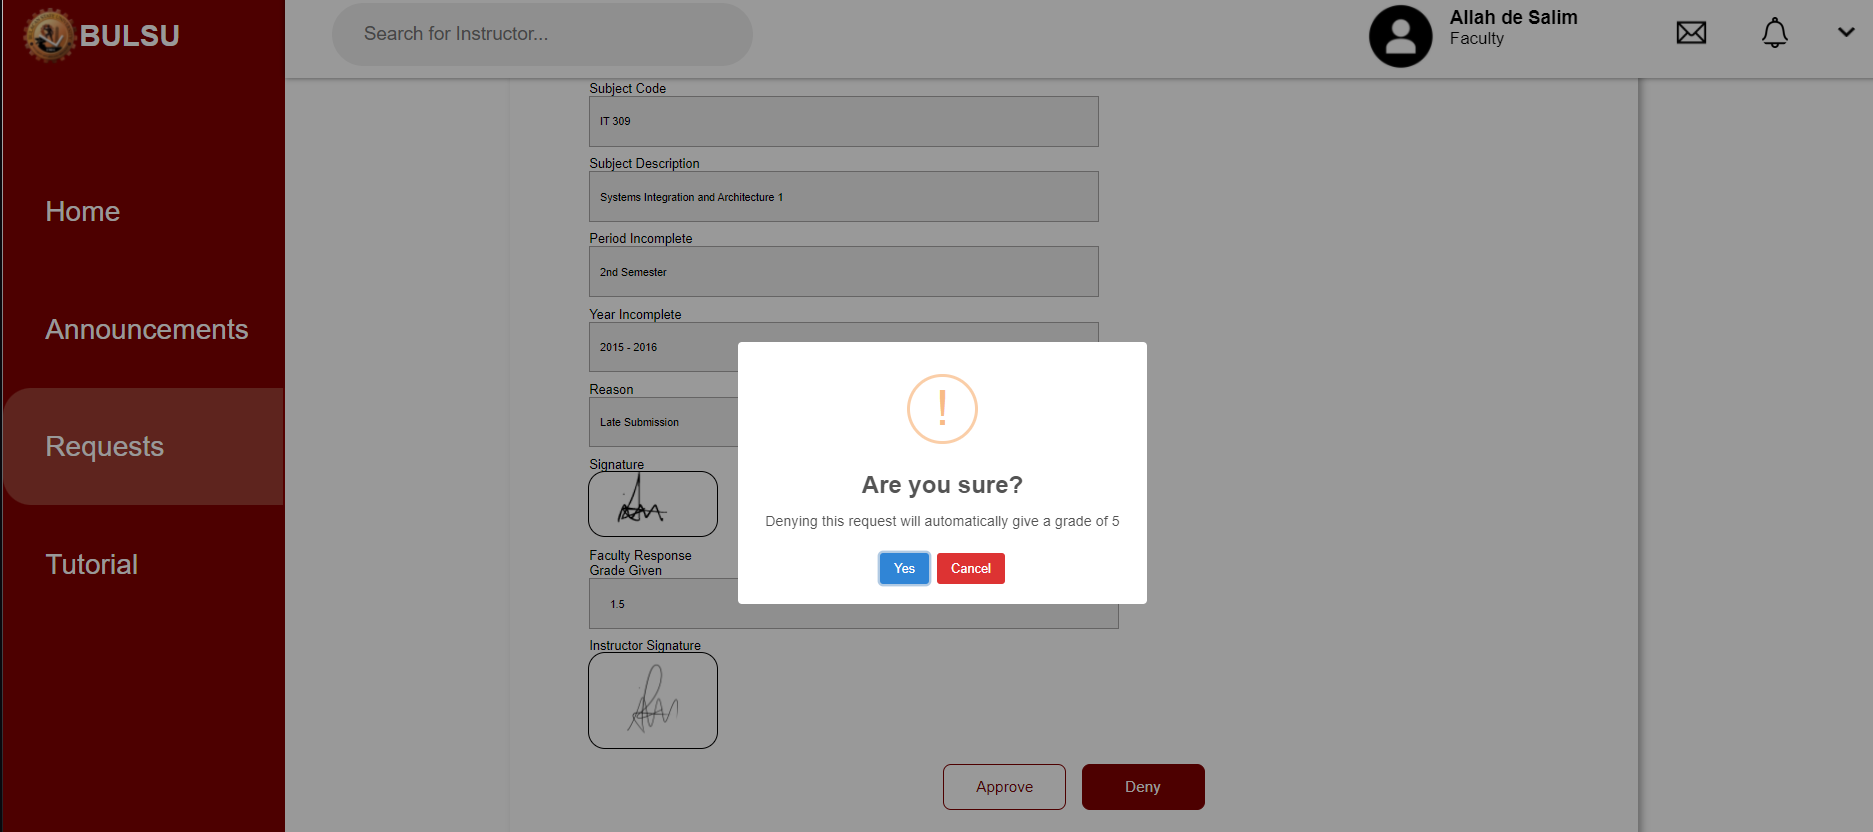 BULSU
Search for Instructor...
Allah de Salim
Faculty
Home
Announcements
Requests
Tutorial
Subject Code
IT 309
Subject Description
Systems Integration and Architecture 1
Period Incomplete
2nd Semester
Year Incomplete
2015 - 2016
Reason
Late Submission
Signature
Faculty Response
Grade Given
1.5
Instructor Signature
Approve
Deny
!
Are you sure?
Denying this request will automatically give a grade of 5
Yes
Cancel